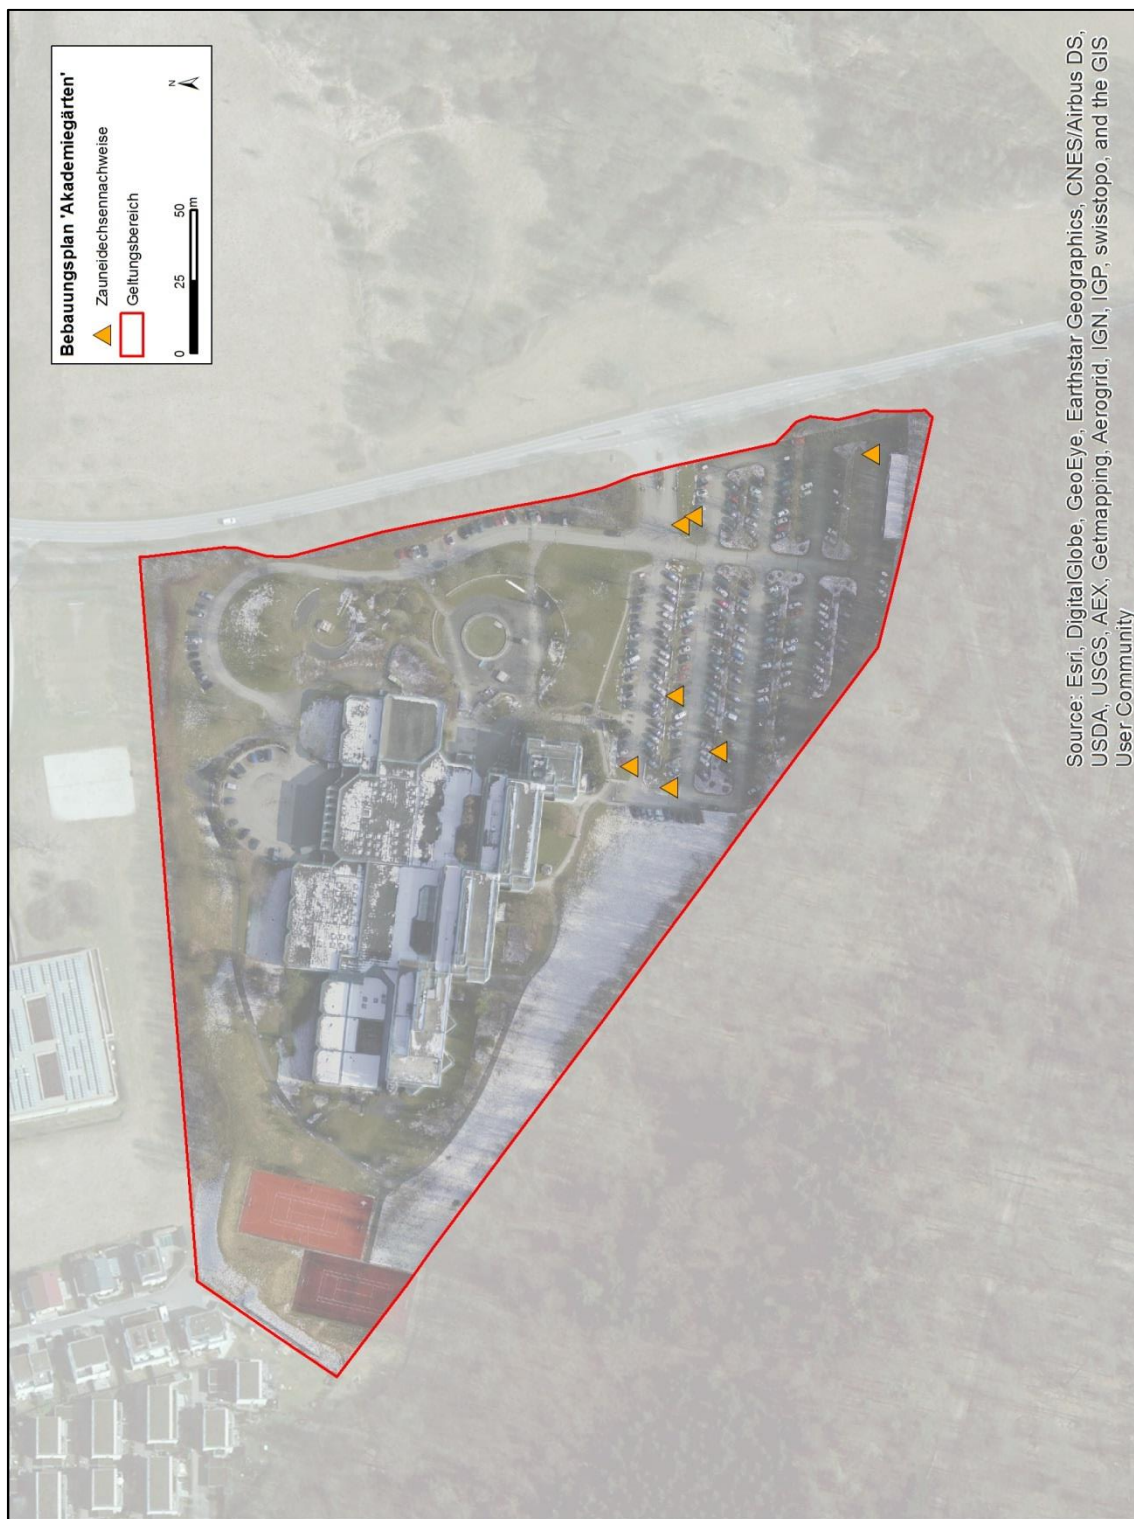 Bebauungsplan 'Akademiegärten'
Zauneidechsennachweise
Geltungsbereich
0 25 50
m
N
Source: Esri, DigitalGlobe, GeoEye, Earthstar Geographics, CNES/Airbus DS,
USDA, USGS, AEX, Getmapping, Aerogrid, IGN, IGP, swisstopo, and the GIS
User Community